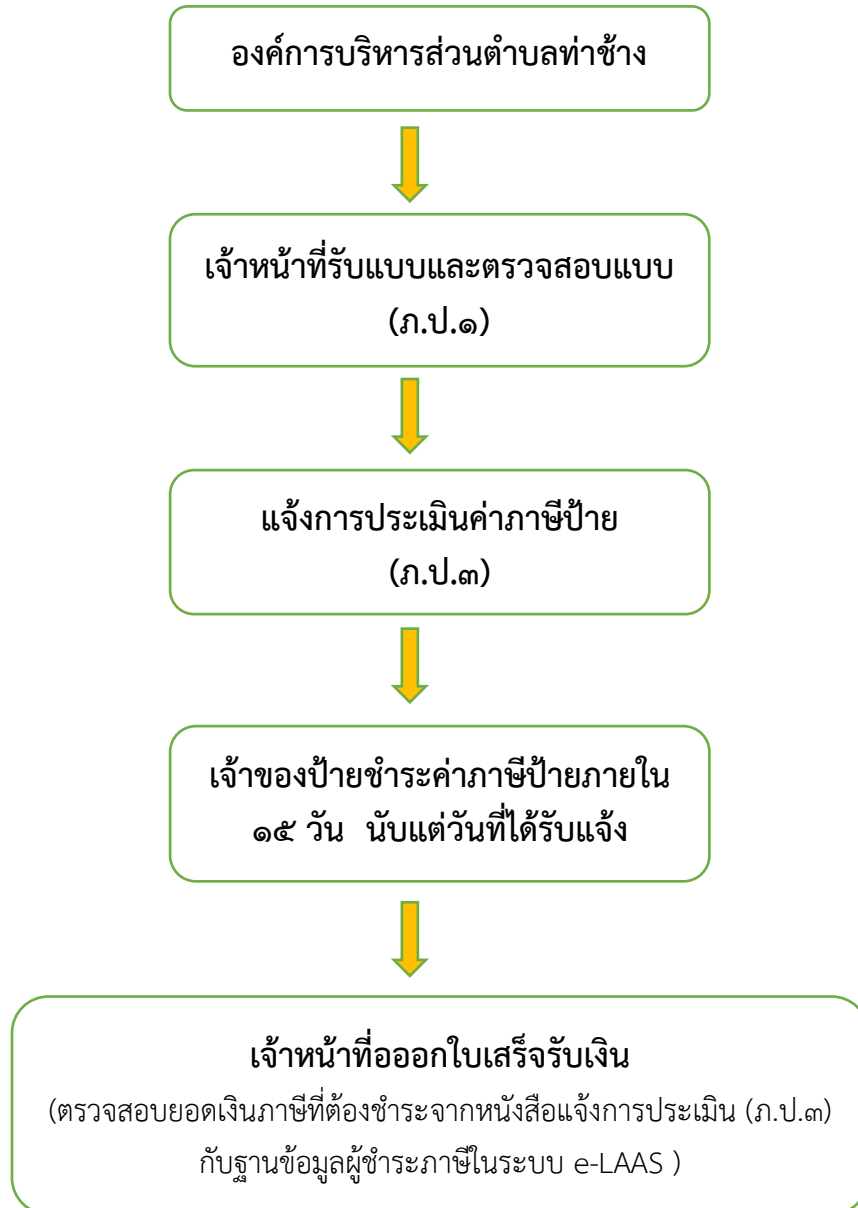 องค์การบริหารส่วนตำบลท่าช้าง
เจ้าหน้าที่รับแบบและตรวจสอบแบบ
(ภ.ป.๑)
แจ้งการประเมินค่าภาษีป้าย
(ภ.ป.๓)
เจ้าของป้ายชำระค่าภาษีป้ายภายใน
๑๕ วัน นับแต่วันที่ได้รับแจ้ง
เจ้าหน้าที่อออกใบเสร็จรับเงิน
(ตรวจสอบยอดเงินภาษีที่ต้องชำระจากหนังสือแจ้งการประเมิน (ภ.ป.๓)
กับฐานข้อมูลผู้ชำระภาษีในระบบ e-LAAS )